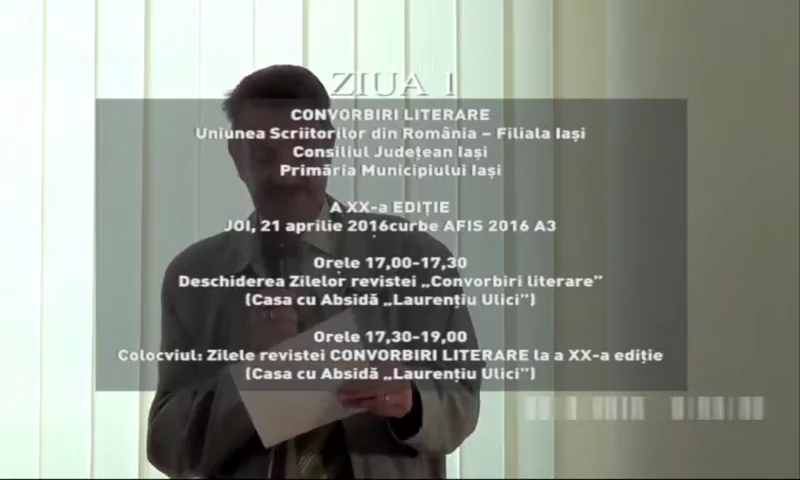 ZIUA 1
CONVORBIRI LITERARE
Uniunea Scriitorilor din România – Filiala Iași
Consiliul Județean Iași
Primăria Municipiului Iași
A XX-a EDIȚIE
JOI, 21 aprilie 2016curbe AFIS 2016 A3
Orele 17,00-17,30
Deschiderea Zilelor revistei „Convorbiri literare”
(Casa cu Absidă „Laurențiu Ulici”)
Orele 17,30-19,00
Colocviul: Zilele revistei CONVORBIRI LITERARE la a XX-a ediție
(Casa cu Absidă „Laurențiu Ulici”)